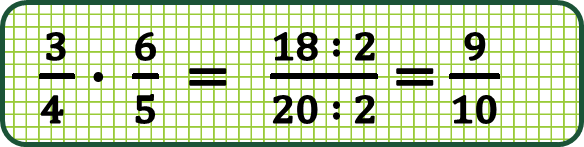 3/4 · 6/5 = 18 : 2/20 : 2 = 9/10